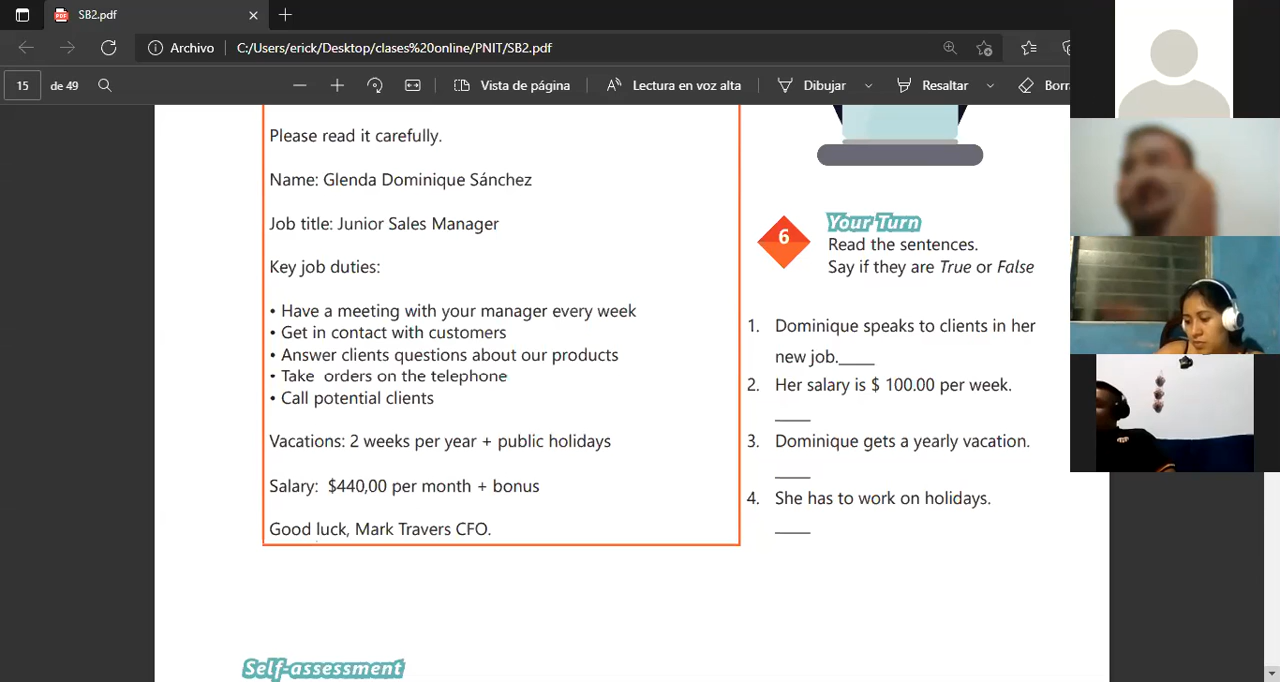 SB2.pdf
Archivo
C:/Users/erick/Desktop/clases%20online/PNIT/SB2.pdf
15
de 49
Vista de página
Lectura en voz alta
Dibujar
Resaltar
Please read it carefully.
Name: Glenda Dominique Sánchez
Job title: Junior Sales Manager
Key job duties:
• Have a meeting with your manager every week
• Get in contact with customers
• Answer clients questions about our products
• Take orders on the telephone
• Call potential clients
Vacations: 2 weeks per year + public holidays
Salary: $440,00 per month + bonus
Good luck, Mark Travers CFO.
6
Your Turn
Read the sentences.
Say if they are True or False
1. Dominique speaks to clients in her
new job.____
2. Her salary is $ 100.00 per week.
____
3. Dominique gets a yearly vacation.
____
4. She has to work on holidays.
____
Self-assessment